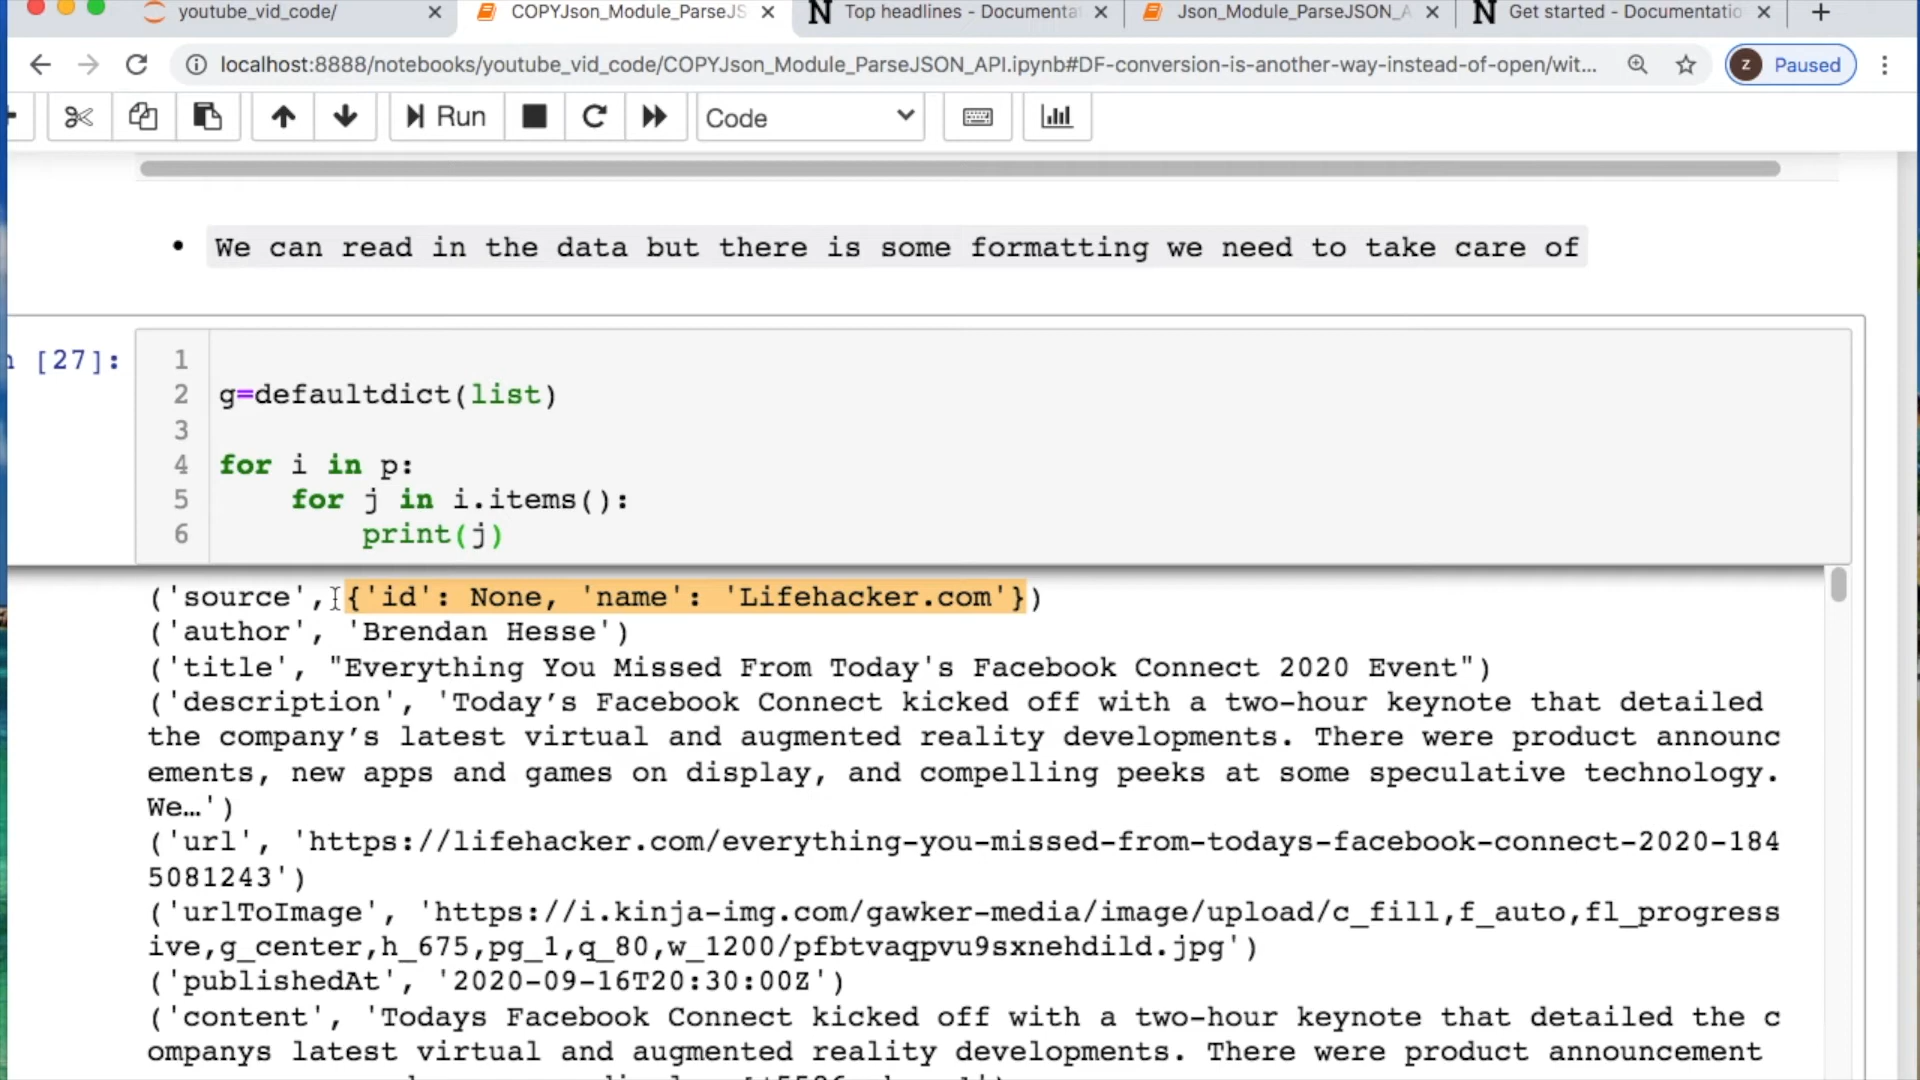 youtube_vid_code/
COPYJson_Module_ParseJS
Top headlines - Documenta
Json_Module_ParseJSON_A
Get started - Documentatio
localhost:8888/notebooks/youtube_vid_code/COPYJson_Module_ParseJSON_API.ipynb#DF-conversion-is-another-way-instead-of-open/wit...
z Paused
Run
Code
• We can read in the data but there is some formatting we need to take care of
n [27]:
1
2 g=defaultdict(list)
3
4 for i in p:
5 for j in i.items():
6 print(j)
('source', {'id': None, 'name': 'Lifehacker.com'})
('author', 'Brendan Hesse')
('title', "Everything You Missed From Today's Facebook Connect 2020 Event")
('description', 'Today’s Facebook Connect kicked off with a two-hour keynote that detailed
the company’s latest virtual and augmented reality developments. There were product announc
ements, new apps and games on display, and compelling peeks at some speculative technology.
We…')
('url', 'https://lifehacker.com/everything-you-missed-from-todays-facebook-connect-2020-184
5081243')
('urlToImage', 'https://i.kinja-img.com/gawker-media/image/upload/c_fill,f_auto,fl_progress
ive,g_center,h_675,pg_1,q_80,w_1200/pfbtvaqpvu9sxnehdild.jpg')
('publishedAt', '2020-09-16T20:30:00Z')
('content', 'Todays Facebook Connect kicked off with a two-hour keynote that detailed the c
ompanys latest virtual and augmented reality developments. There were product announcement